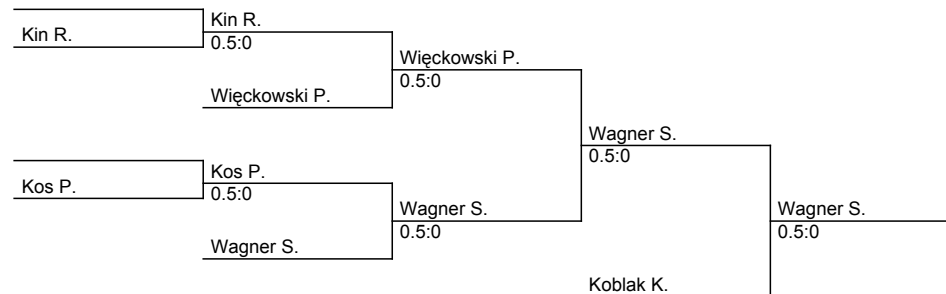 Kin R.
Kin R.
0.5:0
Więckowski P.
Więckowski P.
0.5:0
Kos P.
Kos P.
0.5:0
Wagner S.
Wagner S.
0.5:0
Wagner S.
0.5:0
Koblak K.
Wagner S.
0.5:0